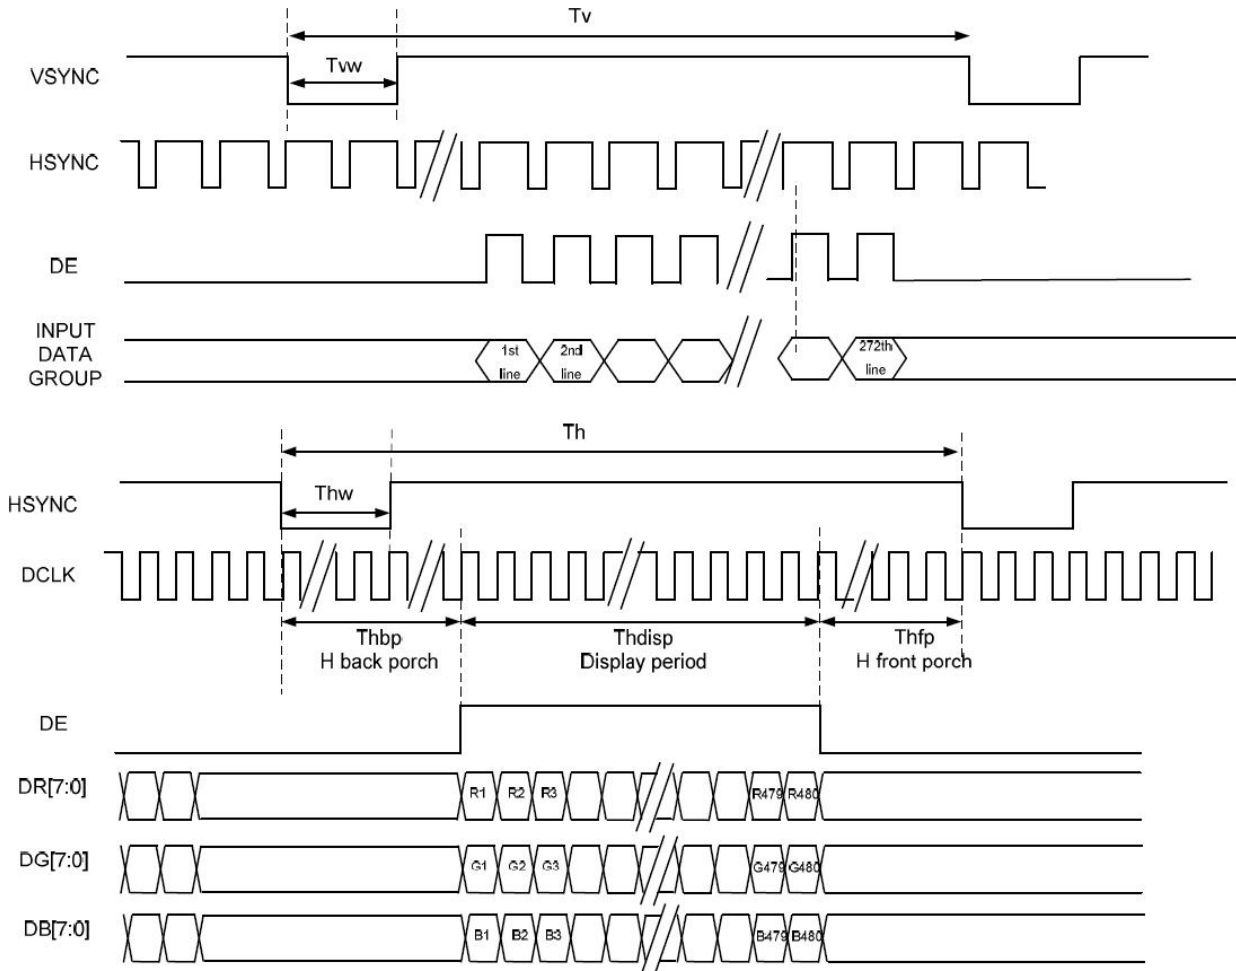 Tv
VSYNC
Tvw
HSYNC
DE
INPUT
DATA
GROUP
1st
line
2nd
line
272th
line
Th
HSYNC
Thw
DCLK
Thbp
H back porch
Thdisp
Display period
Thfp
H front porch
DE
DR[7:0]
R1 R2 R3 R479 R480
DG[7:0]
G1 G2 G3 G479 G480
DB[7:0]
B1 B2 B3 B479 B480